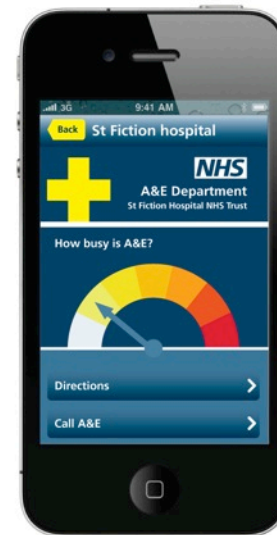 3G 9:41 AM
Back St Fiction hospital
NHS
A&E Department
St Fiction Hospital NHS Trust
How busy is A&E?
Directions
Call A&E